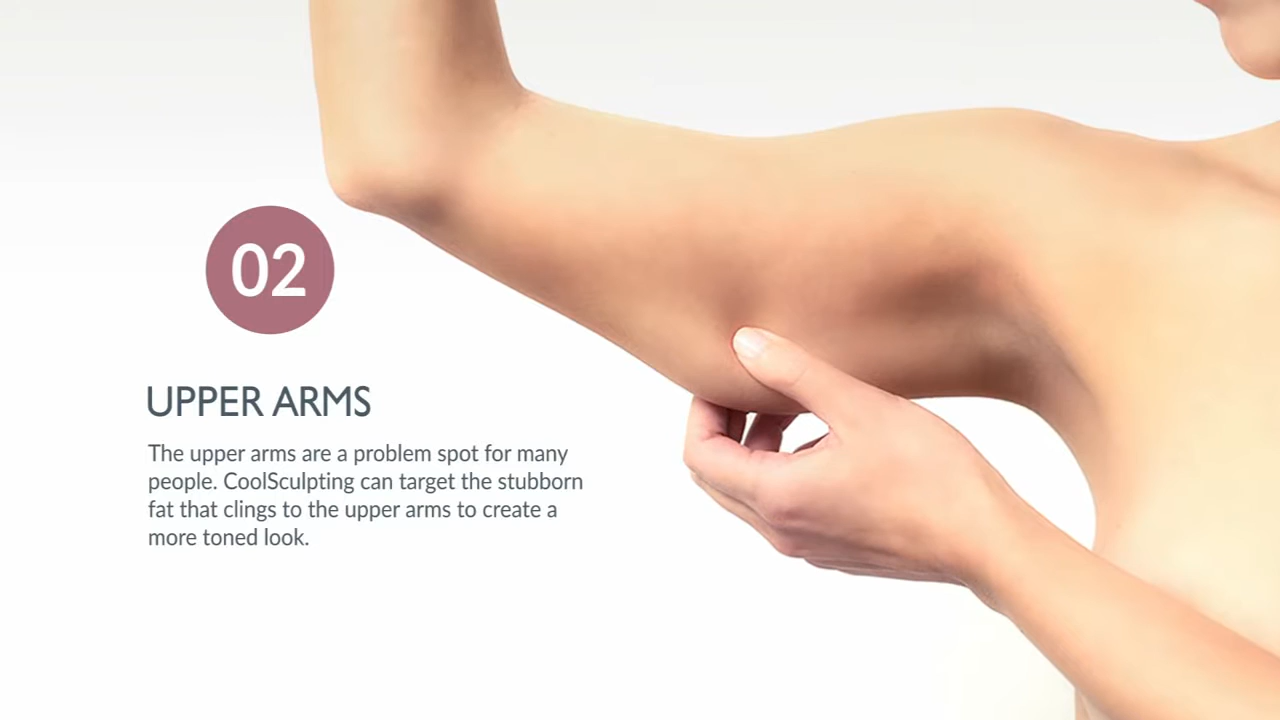 02
UPPER ARMS
The upper arms are a problem spot for many
people. CoolSculpting can target the stubborn
fat that clings to the upper arms to create a
more toned look.